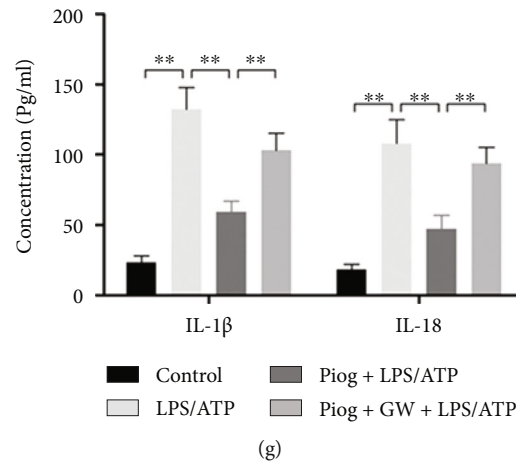 200
150
100
50
0
Concentration (Pg/ml)
** ** **
** ** **
IL-1β IL-18
Control Piog + LPS/ATP
LPS/ATP Piog + GW + LPS/ATP
(g)